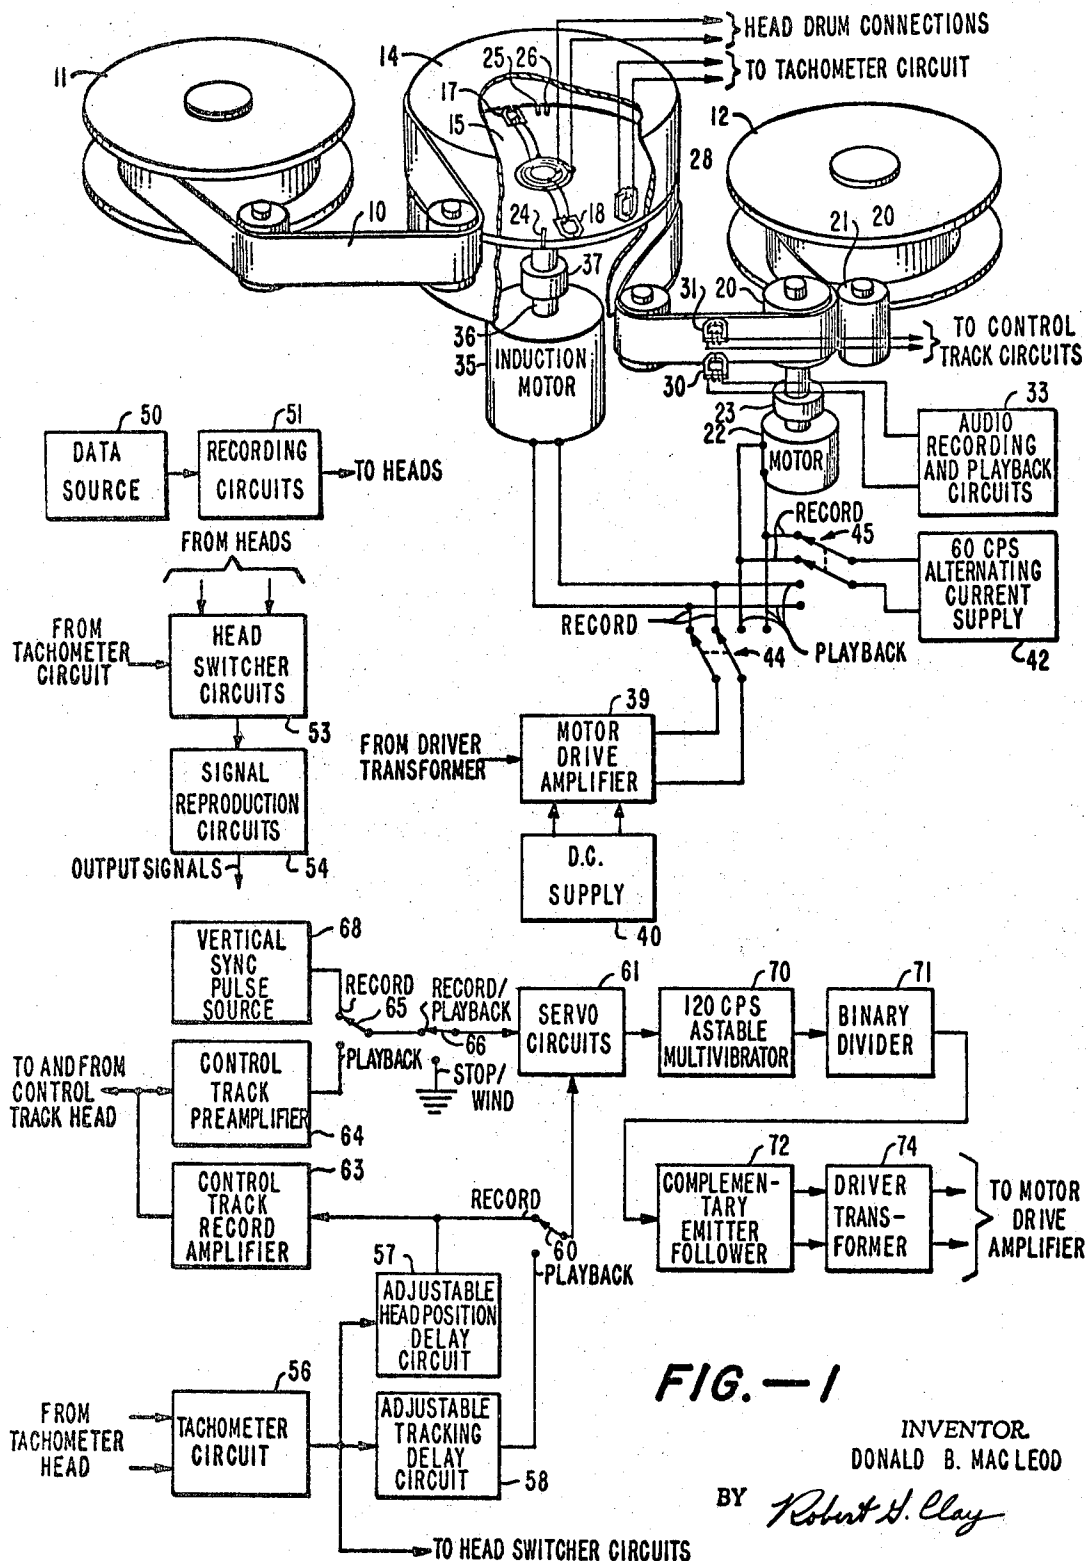 HEAD DRUM CONNECTIONS
TO TACHOMETER CIRCUIT
11
14
25
26
17
15
12
28
21
20
18
24
10
37
20
31
36
35
INDUCTION
MOTOR
30
TO CONTROL
TRACK CIRCUITS
23
22
MOTOR
33
AUDIO
RECORDING
AND PLAYBACK
CIRCUITS
50
DATA
SOURCE
51
RECORDING
CIRCUITS
TO HEADS
RECORD
45
60 CPS
ALTERNATING
CURRENT
SUPPLY
42
FROM HEADS
FROM
TACHOMETER
CIRCUIT
HEAD
SWITCHER
CIRCUITS
53
RECORD
44
PLAYBACK
SIGNAL
REPRODUCTION
CIRCUITS
54
OUTPUT SIGNALS
FROM DRIVER
TRANSFORMER
39
MOTOR
DRIVE
AMPLIFIER
D.C.
SUPPLY
40
68
VERTICAL
SYNC
PULSE
SOURCE
RECORD
65
RECORD/
PLAYBACK
66
PLAYBACK
STOP/
WIND
61
SERVO
CIRCUITS
70
120 CPS
ASTABLE
MULTIVIBRATOR
71
BINARY
DIVIDER
TO AND FROM
CONTROL
TRACK HEAD
CONTROL
TRACK
PREAMPLIFIER
64
63
CONTROL
TRACK
RECORD
AMPLIFIER
RECORD
60
PLAYBACK
72
COMPLEMEN-
TARY
EMITTER
FOLLOWER
74
DRIVER
TRANS-
FORMER
TO MOTOR
DRIVE
AMPLIFIER
57
ADJUSTABLE
HEAD POSITION
DELAY
CIRCUIT
56
FROM
TACHOMETER
HEAD
TACHOMETER
CIRCUIT
ADJUSTABLE
TRACKING
DELAY
CIRCUIT
58
TO HEAD SWITCHER CIRCUITS
FIG.—1
INVENTOR.
DONALD B. MAC LEOD
BY Robert G. Clay